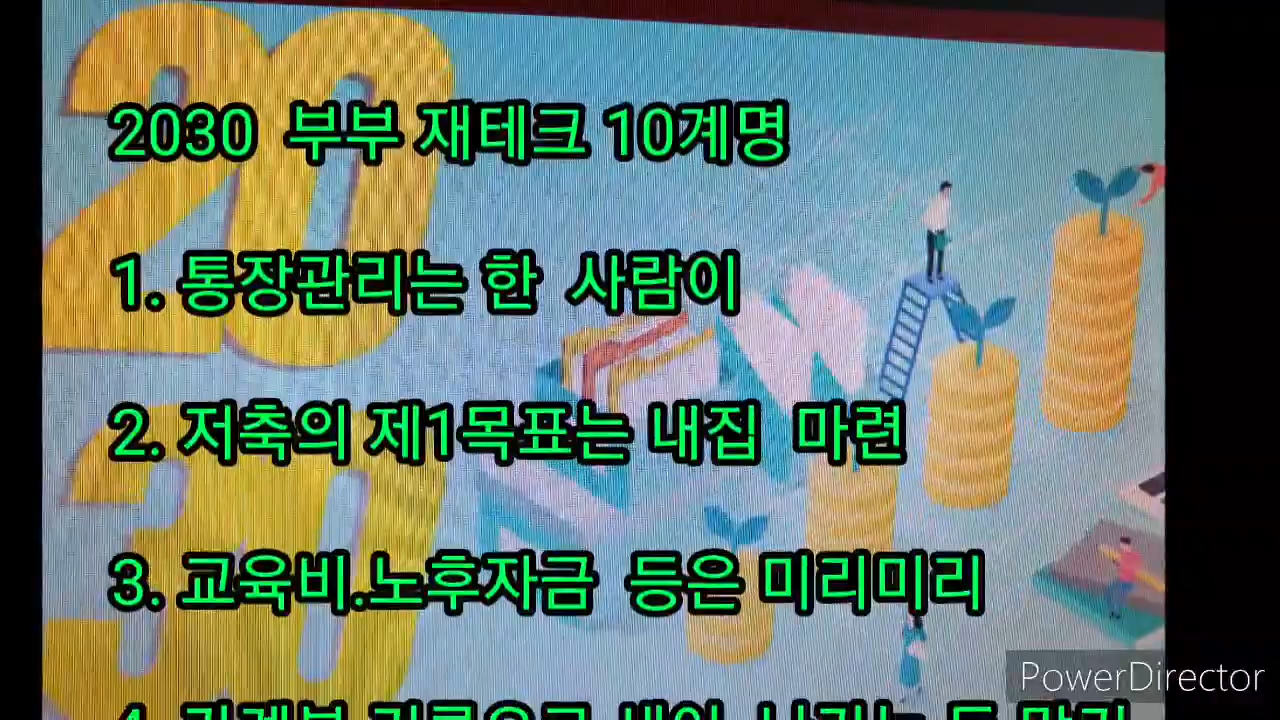 2030 부부 재테크 10계명
1. 통장관리는 한 사람이
2. 저축의 제1목표는 내집 마련
3. 교육비.노후자금 등은 미리미리
PowerDirector